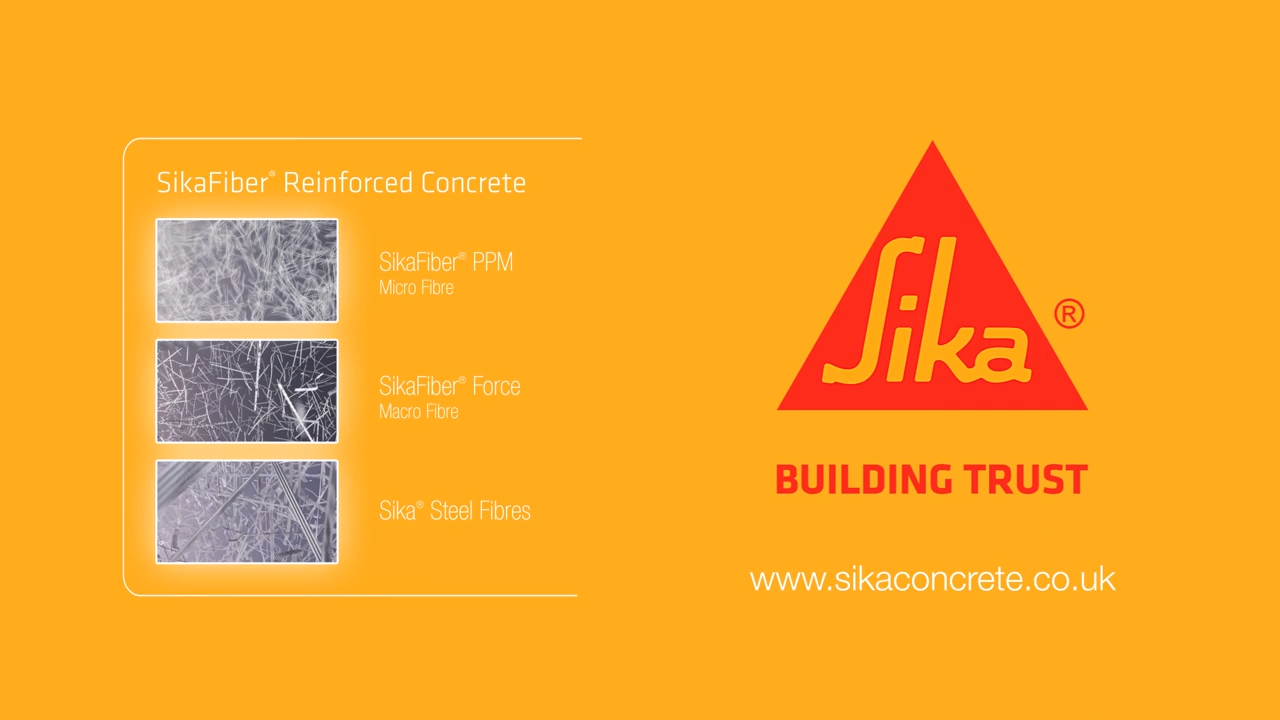 SikaFiber® Reinforced Concrete
SikaFiber® PPM
Micro Fibre
SikaFiber® Force
Macro Fibre
Sika® Steel Fibres
Sika®
BUILDING TRUST
www.sikaconcrete.co.uk